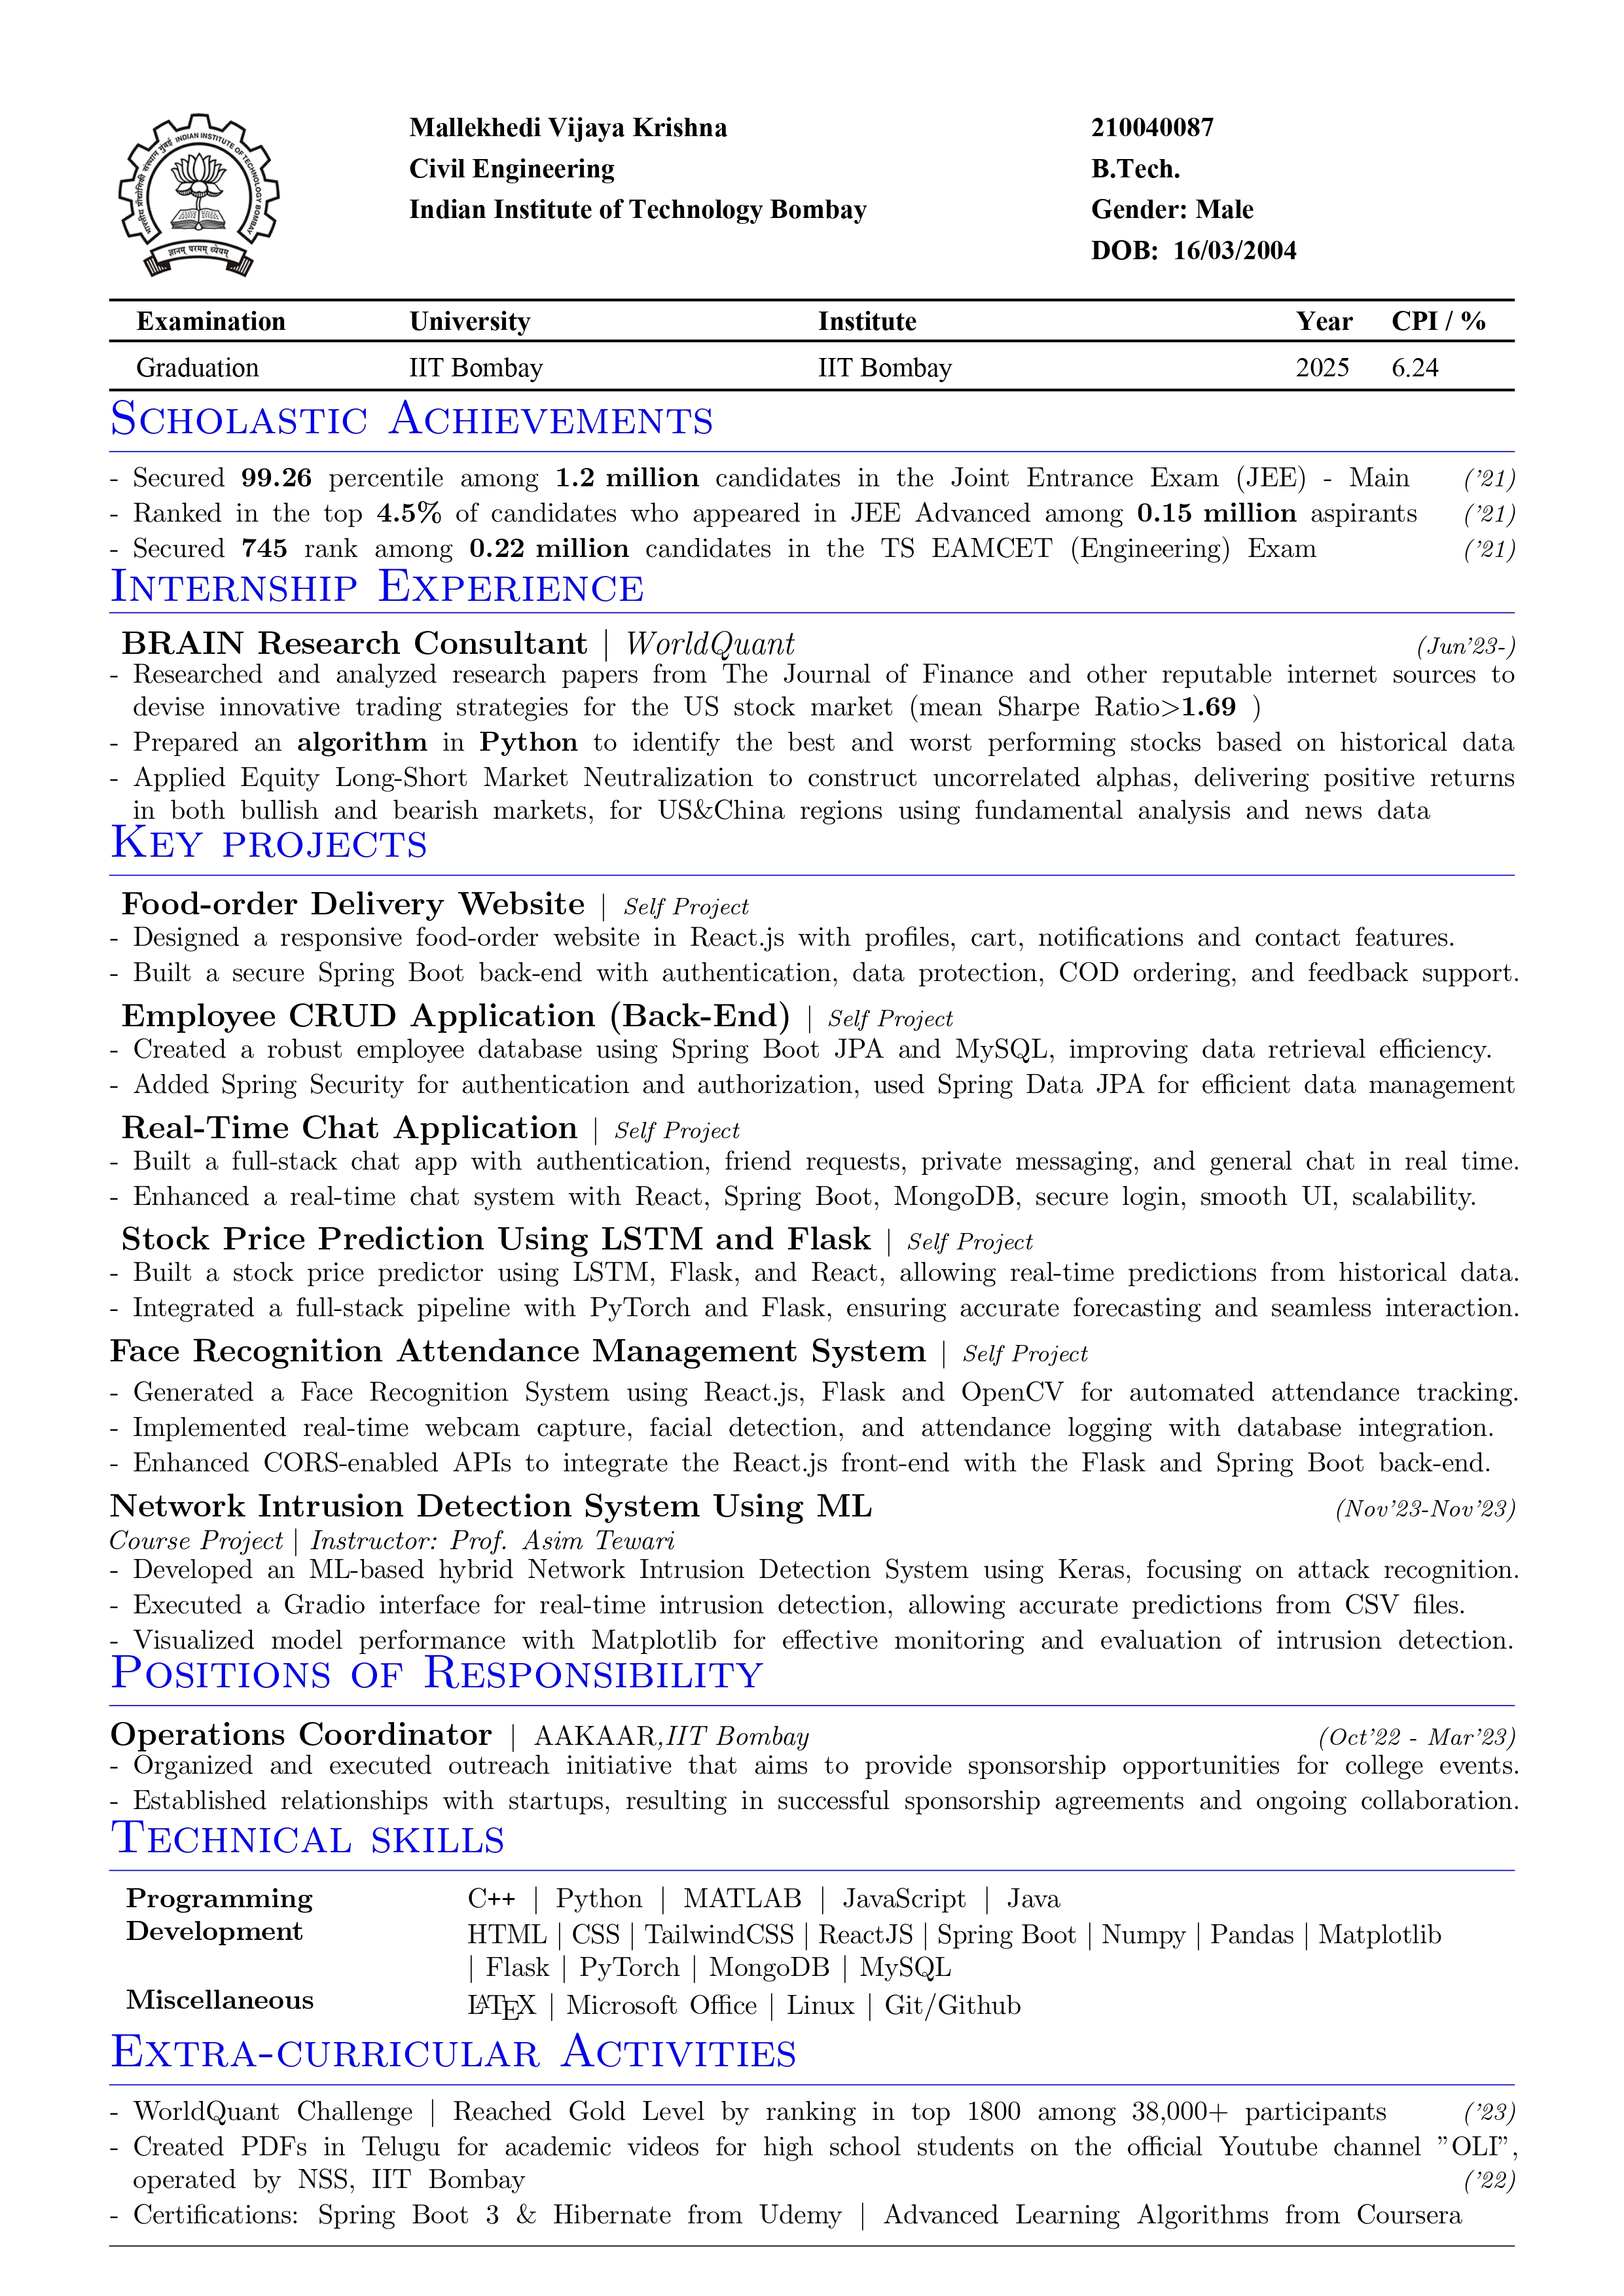 भारतीय प्रौद्योगिकी संस्थान मुंबई INDIAN INSTITUTE OF TECHNOLOGY BOMBAY
ज्ञानम् परमम् ध्येयम्
Mallekhedi Vijaya Krishna 210040087
Civil Engineering B.Tech.
Indian Institute of Technology Bombay Gender: Male
DOB: 16/03/2004
Examination University Institute Year CPI / %
Graduation IIT Bombay IIT Bombay 2025 6.24
Scholastic Achievements
- Secured 99.26 percentile among 1.2 million candidates in the Joint Entrance Exam (JEE) - Main ('21)
- Ranked in the top 4.5% of candidates who appeared in JEE Advanced among 0.15 million aspirants ('21)
- Secured 745 rank among 0.22 million candidates in the TS EAMCET (Engineering) Exam ('21)
Internship Experience
BRAIN Research Consultant | WorldQuant (Jun'23-)
- Researched and analyzed research papers from The Journal of Finance and other reputable internet sources to
devise innovative trading strategies for the US stock market (mean Sharpe Ratio>1.69 )
- Prepared an algorithm in Python to identify the best and worst performing stocks based on historical data
- Applied Equity Long-Short Market Neutralization to construct uncorrelated alphas, delivering positive returns
in both bullish and bearish markets, for US&China regions using fundamental analysis and news data
Key projects
Food-order Delivery Website | Self Project
- Designed a responsive food-order website in React.js with profiles, cart, notifications and contact features.
- Built a secure Spring Boot back-end with authentication, data protection, COD ordering, and feedback support.
Employee CRUD Application (Back-End) | Self Project
- Created a robust employee database using Spring Boot JPA and MySQL, improving data retrieval efficiency.
- Added Spring Security for authentication and authorization, used Spring Data JPA for efficient data management
Real-Time Chat Application | Self Project
- Built a full-stack chat app with authentication, friend requests, private messaging, and general chat in real time.
- Enhanced a real-time chat system with React, Spring Boot, MongoDB, secure login, smooth UI, scalability.
Stock Price Prediction Using LSTM and Flask | Self Project
- Built a stock price predictor using LSTM, Flask, and React, allowing real-time predictions from historical data.
- Integrated a full-stack pipeline with PyTorch and Flask, ensuring accurate forecasting and seamless interaction.
Face Recognition Attendance Management System | Self Project
- Generated a Face Recognition System using React.js, Flask and OpenCV for automated attendance tracking.
- Implemented real-time webcam capture, facial detection, and attendance logging with database integration.
- Enhanced CORS-enabled APIs to integrate the React.js front-end with the Flask and Spring Boot back-end.
Network Intrusion Detection System Using ML (Nov'23-Nov'23)
Course Project | Instructor: Prof. Asim Tewari
- Developed an ML-based hybrid Network Intrusion Detection System using Keras, focusing on attack recognition.
- Executed a Gradio interface for real-time intrusion detection, allowing accurate predictions from CSV files.
- Visualized model performance with Matplotlib for effective monitoring and evaluation of intrusion detection.
Positions of Responsibility
Operations Coordinator | AAKAAR,IIT Bombay (Oct'22 - Mar'23)
- Organized and executed outreach initiative that aims to provide sponsorship opportunities for college events.
- Established relationships with startups, resulting in successful sponsorship agreements and ongoing collaboration.
Technical skills
Programming C++ | Python | MATLAB | JavaScript | Java
Development HTML | CSS | TailwindCSS | ReactJS | Spring Boot | Numpy | Pandas | Matplotlib
| Flask | PyTorch | MongoDB | MySQL
Miscellaneous LATEX | Microsoft Office | Linux | Git/Github
Extra-curricular Activities
- WorldQuant Challenge | Reached Gold Level by ranking in top 1800 among 38,000+ participants ('23)
- Created PDFs in Telugu for academic videos for high school students on the official Youtube channel ”OLI”,
operated by NSS, IIT Bombay ('22)
- Certifications: Spring Boot 3 & Hibernate from Udemy | Advanced Learning Algorithms from Coursera